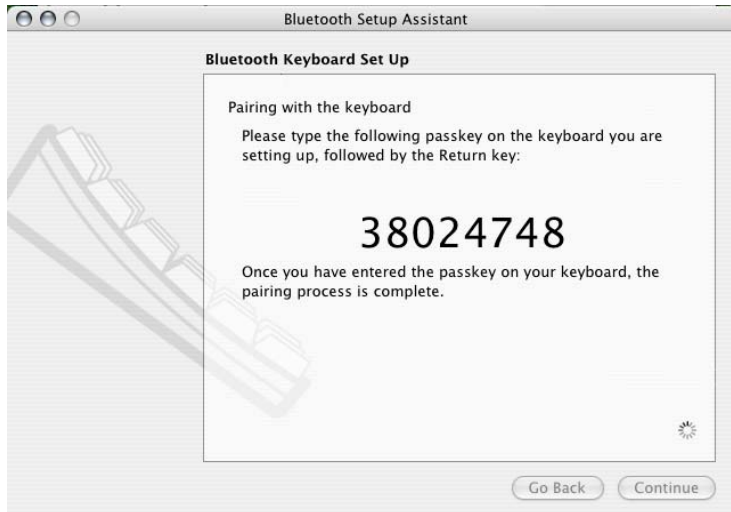 Bluetooth Setup Assistant
Bluetooth Keyboard Set Up
Pairing with the keyboard
Please type the following passkey on the keyboard you are
setting up, followed by the Return key:
38024748
Once you have entered the passkey on your keyboard, the
pairing process is complete.
Go Back
Continue